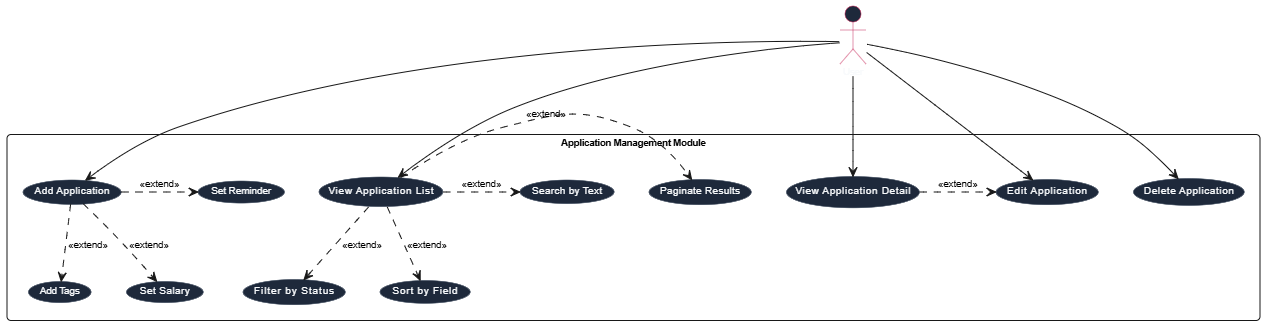 «extend»
Application Management Module
Add Application
«extend»
Set Reminder
View Application List
«extend»
Search by Text
Paginate Results
View Application Detail
«extend»
Edit Application
Delete Application
«extend»
«extend»
«extend»
«extend»
Add Tags
Set Salary
Filter by Status
Sort by Field